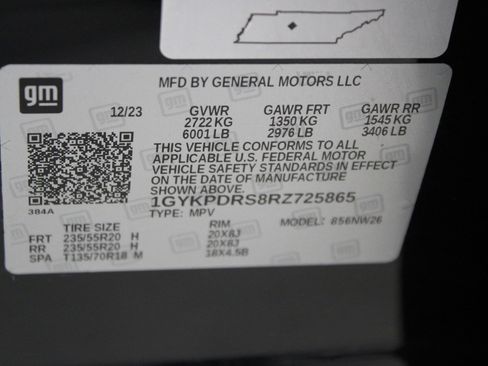 gm
MFD BY GENERAL MOTORS LLC
12/23 GVWR GAWR FRT GAWR RR
2722 KG 1350 KG 1545 KG
6001 LB 2976 LB 3406 LB
THIS VEHICLE CONFORMS TO ALL
APPLICABLE U.S. FEDERAL MOTOR
VEHICLE SAFETY STANDARDS IN EFFECT
ON THE DATE OF MANUFACTURE
SHOWN ABOVE.
384A
1GYKPDRS8RZ725865
TYPE: MPV MODEL: 856NW26
TIRE SIZE RIM
FRT 235/55R20 H 20X8J
RR 235/55R20 H 20X8J
SPA T135/70R18 M 18X4.5B